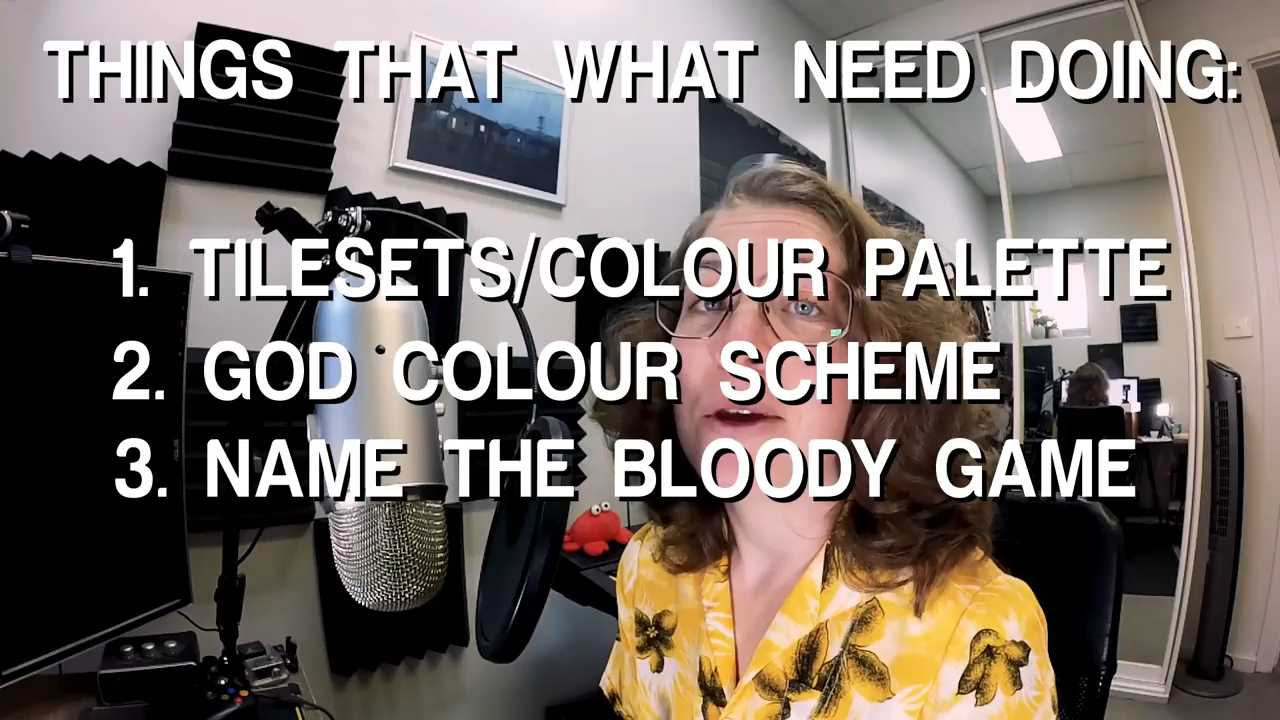 THINGS THAT WHAT NEED DOING:
1. TILESETS/COLOUR PALETTE
2. GOD COLOUR SCHEME
3. NAME THE BLOODY GAME